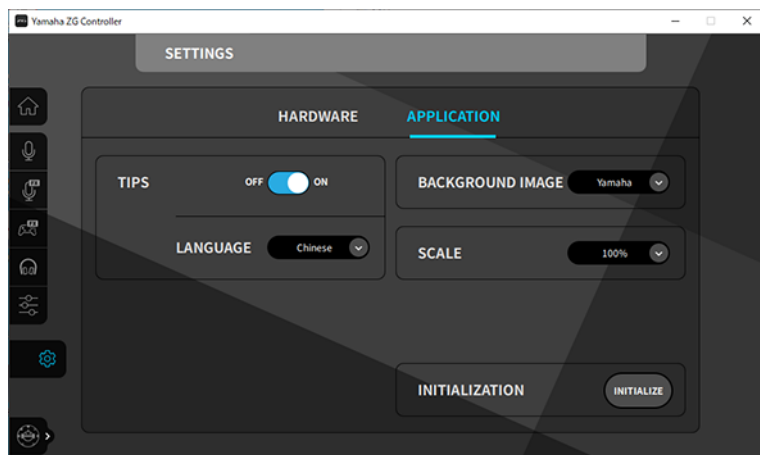 Yamaha ZG Controller
SETTINGS
HARDWARE APPLICATION
TIPS OFF ON
BACKGROUND IMAGE Yamaha
LANGUAGE Chinese
SCALE 100%
INITIALIZATION INITIALIZE